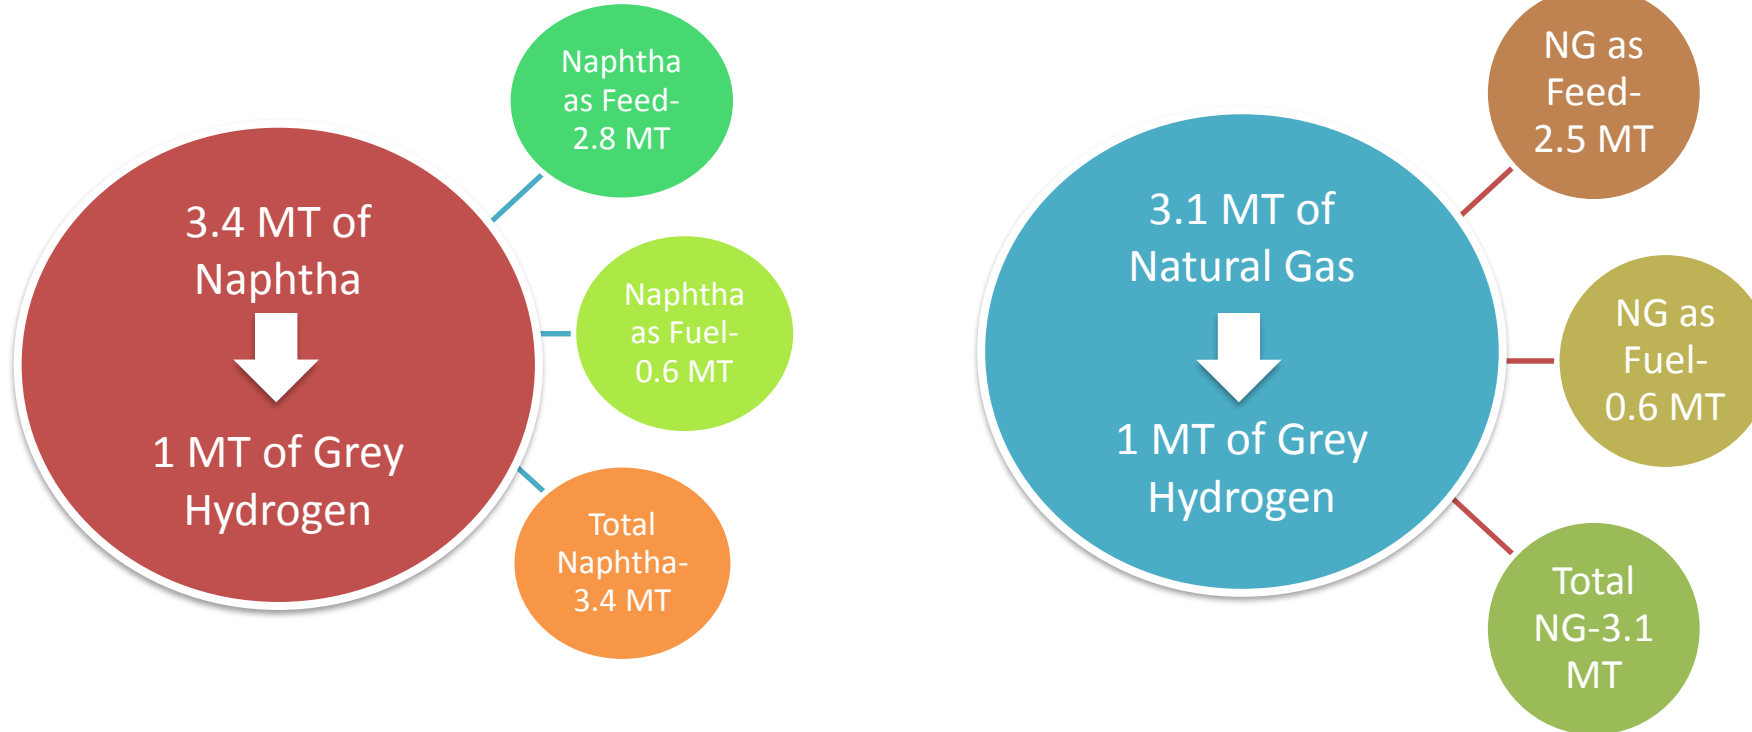 3.4 MT of
Naphtha
1 MT of Grey
Hydrogen
Naphtha
as Feed-
2.8 MT
Naphtha
as Fuel-
0.6 MT
Total
Naphtha-
3.4 MT
3.1 MT of
Natural Gas
1 MT of Grey
Hydrogen
NG as
Feed-
2.5 MT
NG as
Fuel-
0.6 MT
Total
NG-3.1
MT